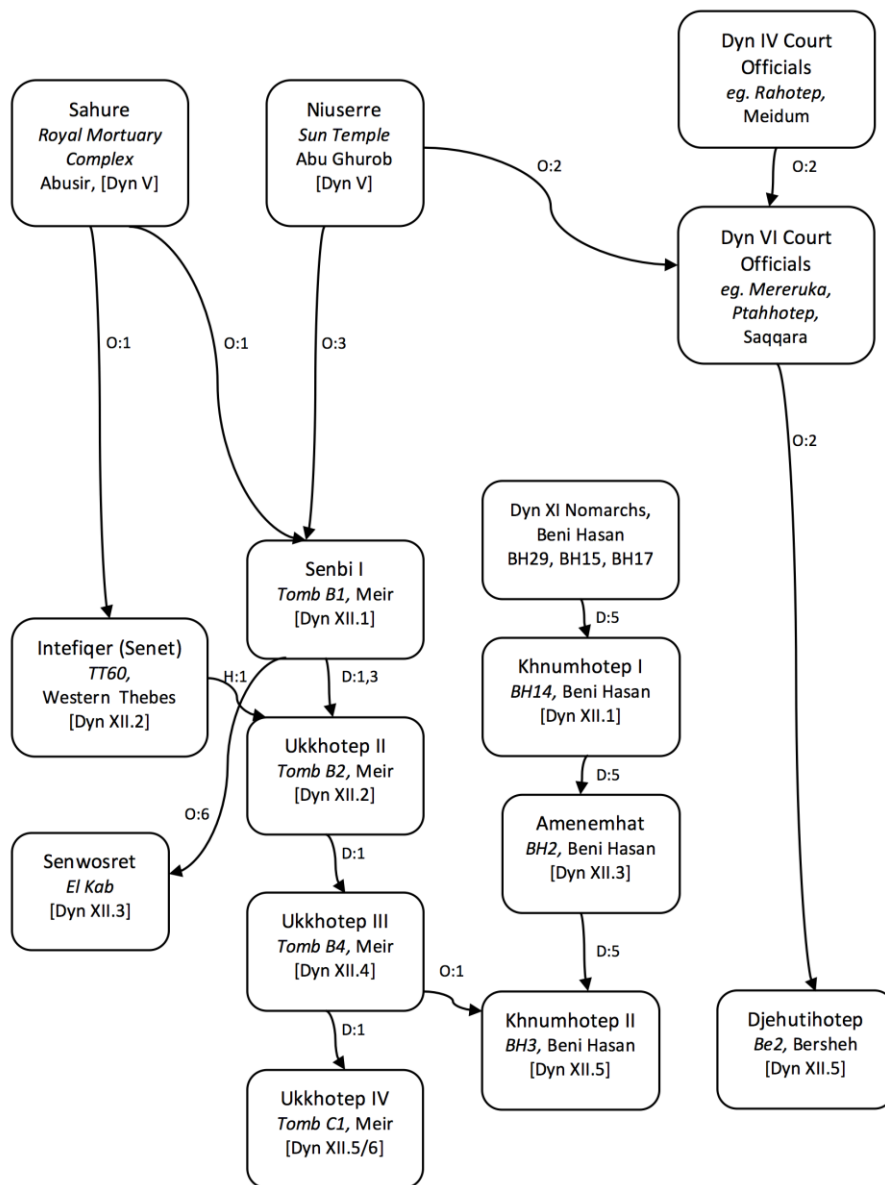 Dyn IV Court
Officials
eg. Rahotep,
Meidum
Sahure
Royal Mortuary
Complex
Abusir, [Dyn V]
Niuserre
Sun Temple
Abu Ghurob
[Dyn V]
O:2
O:2
Dyn VI Court
Officials
eg. Mereruka,
Ptahhotep,
Saqqara
O:1
O:1
O:3
O:2
Dyn XI Nomarchs,
Beni Hasan
BH29, BH15, BH17
Senbi I
Tomb B1, Meir
[Dyn XII.1]
D:5
Intefiqer (Senet)
TT60,
Western Thebes
[Dyn XII.2]
H:1
D:1,3
Khnumhotep I
BH14, Beni Hasan
[Dyn XII.1]
Ukkhotep II
Tomb B2, Meir
[Dyn XII.2]
D:5
O:6
Amenemhat
BH2, Beni Hasan
[Dyn XII.3]
Senwosret
El Kab
[Dyn XII.3]
D:1
Ukkhotep III
Tomb B4, Meir
[Dyn XII.4]
D:5
O:1
Khnumhotep II
BH3, Beni Hasan
[Dyn XII.5]
Djehutihotep
Be2, Bersheh
[Dyn XII.5]
D:1
Ukkhotep IV
Tomb C1, Meir
[Dyn XII.5/6]